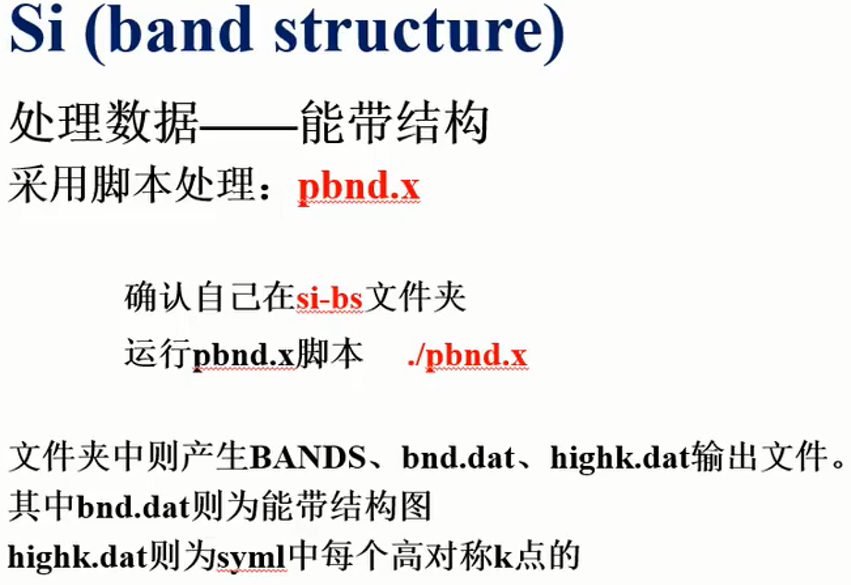 Si (band structure)
处理数据——能带结构
采用脚本处理：pbnd.x
确认自己在si-bs文件夹
运行pbnd.x脚本 ./pbnd.x
文件夹中则产生BANDS、bnd.dat、highk.dat输出文件。
其中bnd.dat则为能带结构图
highk.dat则为syml中每个高对称k点的